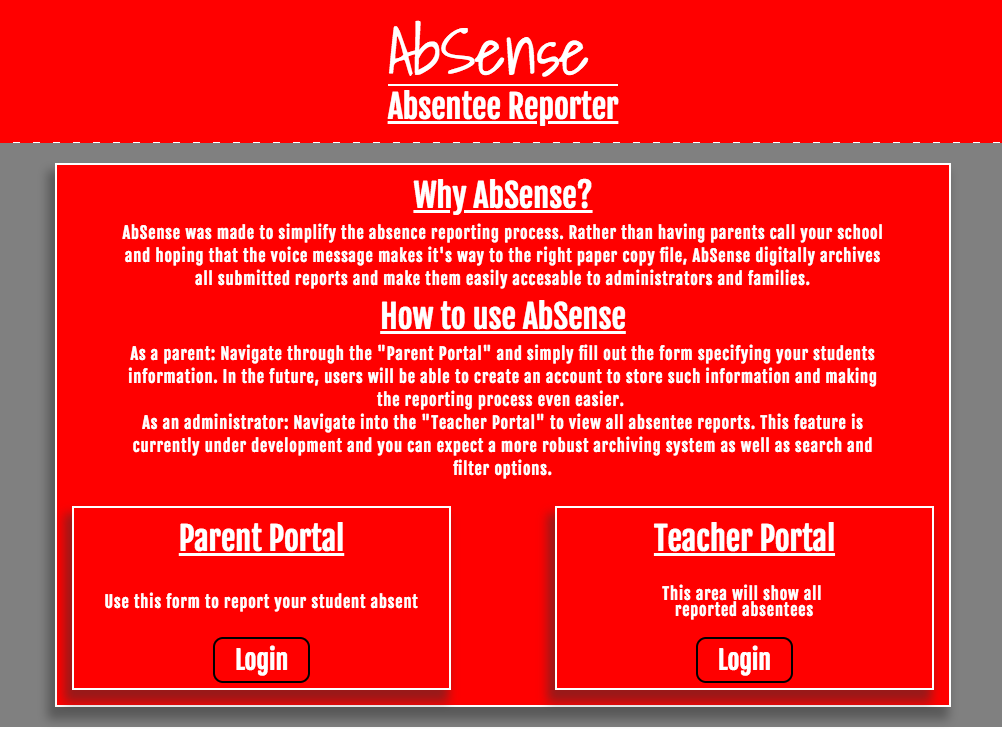 AbSense
Absentee Reporter
Why AbSense?
AbSense was made to simplify the absence reporting process. Rather than having parents call your school
and hoping that the voice message makes it's way to the right paper copy file, AbSense digitally archives
all submitted reports and make them easily accesable to administrators and families.
How to use AbSense
As a parent: Navigate through the "Parent Portal" and simply fill out the form specifying your students
information. In the future, users will be able to create an account to store such information and making
the reporting process even easier.
As an administrator: Navigate into the "Teacher Portal" to view all absentee reports. This feature is
currently under development and you can expect a more robust archiving system as well as search and
filter options.
Parent Portal
Use this form to report your student absent
Login
Teacher Portal
This area will show all
reported absentees
Login